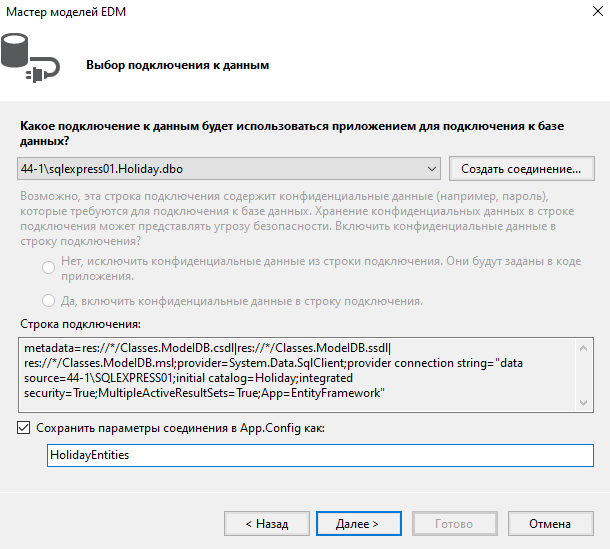 Мастер моделей EDM
Выбор подключения к данным
Какое подключение к данным будет использоваться приложением для подключения к базе
данных?
44-1\sqlexpress01.Holiday.dbo
Создать соединение...
Возможно, эта строка подключения содержит конфиденциальные данные (например, пароль),
которые требуются для подключения к базе данных. Хранение конфиденциальных данных в строке
подключения может представлять угрозу безопасности. Включить конфиденциальные данные в
строку подключения?
Нет, исключить конфиденциальные данные из строки подключения. Они будут заданы в коде
приложения.
Да, включить конфиденциальные данные в строку подключения.
Строка подключения:
metadata=res://*/Classes.ModelDB.csdl|res://*/Classes.ModelDB.ssdl|
res://*/Classes.ModelDB.msl;provider=System.Data.SqlClient;provider connection string="data
source=44-1\SQLEXPRESS01;initial catalog=Holiday;integrated
security=True;MultipleActiveResultSets=True;App=EntityFramework"
Сохранить параметры соединения в App.Config как:
HolidayEntities
< Назад
Далее >
Готово
Отмена